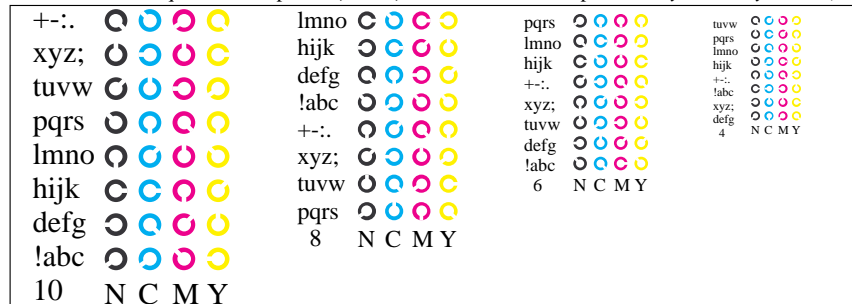 +-:.
xyz;
tuvw
pqrs
lmno
hijk
defg
!abc
10 N C M Y
lmno
hijk
defg
!abc
+-:.
xyz;
tuvw
pqrs
8 N C M Y
pqrs
lmno
hijk
+-:.
xyz;
tuvw
defg
!abc
6 N C M Y
tuvw
pqrs
lmno
hijk
+-:.
!abc
xyz;
defg
4 N C M Y